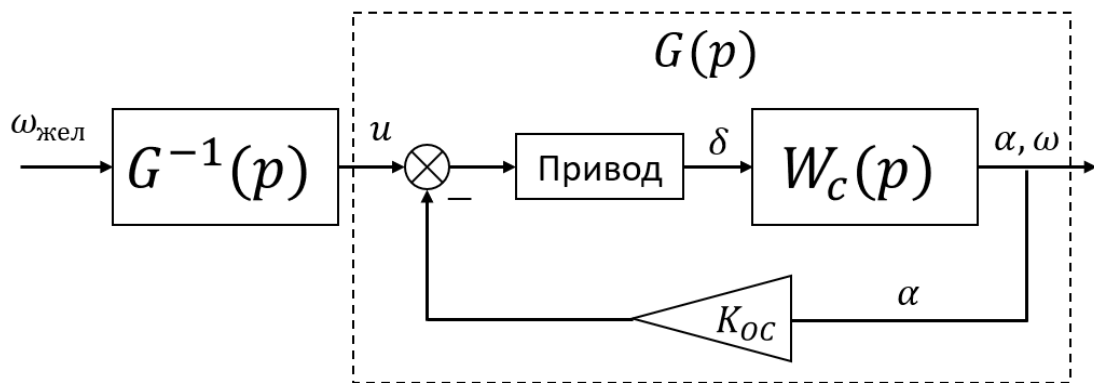 G(p)
ω_жел
G⁻¹(p)
u
−
Привод
δ
W_c(p)
α, ω
K_OC
α